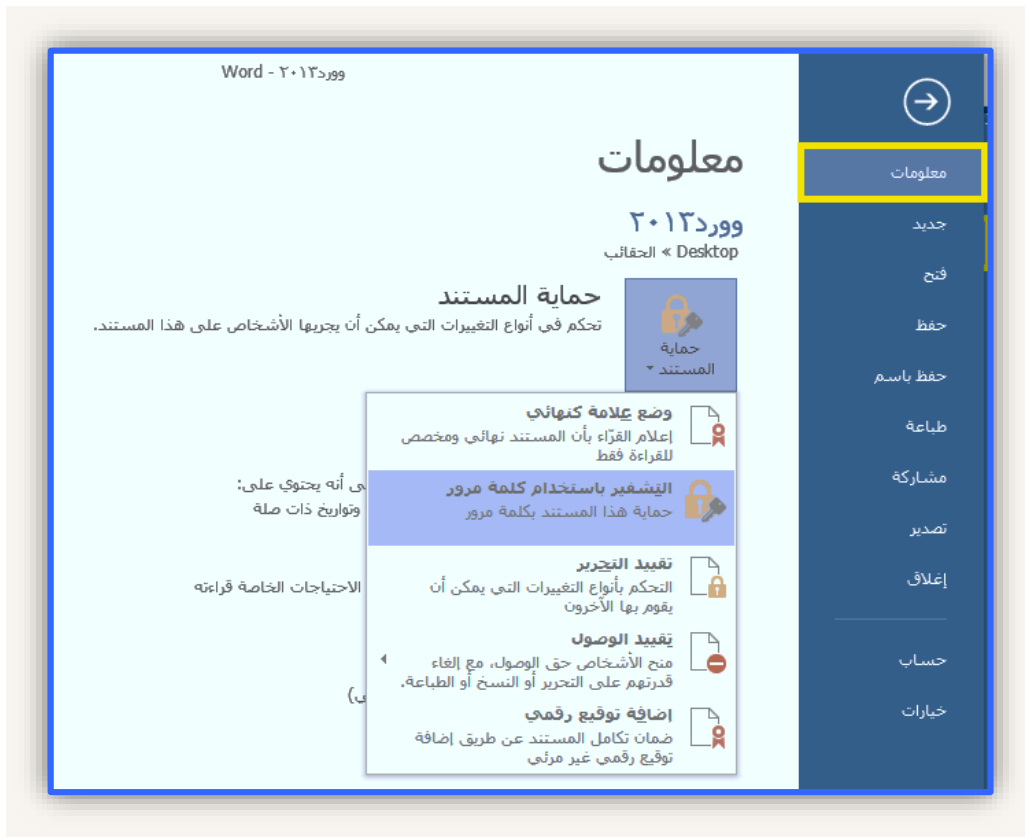 وورد٢٠١٣ - Word
معلومات
جديد
فتح
حفظ
حفظ باسم
طباعة
مشاركة
تصدير
إغلاق
حساب
خيارات
معلومات
وورد٢٠١٣
Desktop » الحقائب
حماية المستند
تحكم في أنواع التغييرات التي يمكن أن يجريها الأشخاص على هذا المستند.
حماية
المستند
وضع علامة كنهائي
إعلام القرّاء بأن المستند نهائي ومخصص
للقراءة فقط
التشفير باستخدام كلمة مرور
حماية هذا المستند بكلمة مرور
تقييد التحرير
التحكم بأنواع التغييرات التي يمكن أن
يقوم بها الآخرون
تقييد الوصول
منح الأشخاص حق الوصول، مع إلغاء
قدرتهم على التحرير أو النسخ أو الطباعة.
إضافة توقيع رقمي
ضمان تكامل المستند عن طريق إضافة
توقيع رقمي غير مرئي
أنه يحتوي على:
وتواريخ ذات صلة
الاحتياجات الخاصة قراءته